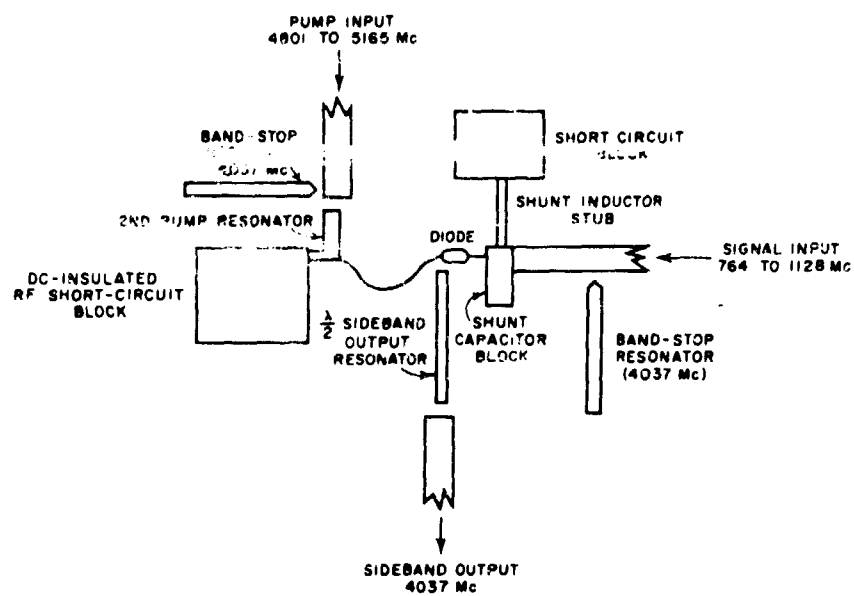 PUMP INPUT
4801 TO 5165 Mc
BAND-STOP
SHORT CIRCUIT
SHUNT INDUCTOR
STUB
2ND PUMP RESONATOR
DIODE
SIGNAL INPUT
764 TO 1128 Mc
DC-INSULATED
RF SHORT-CIRCUIT
BLOCK
λ/2 SIDEBAND
OUTPUT
RESONATOR
SHUNT
CAPACITOR
BLOCK
BAND-STOP
RESONATOR
(4037 Mc)
SIDEBAND OUTPUT
4037 Mc